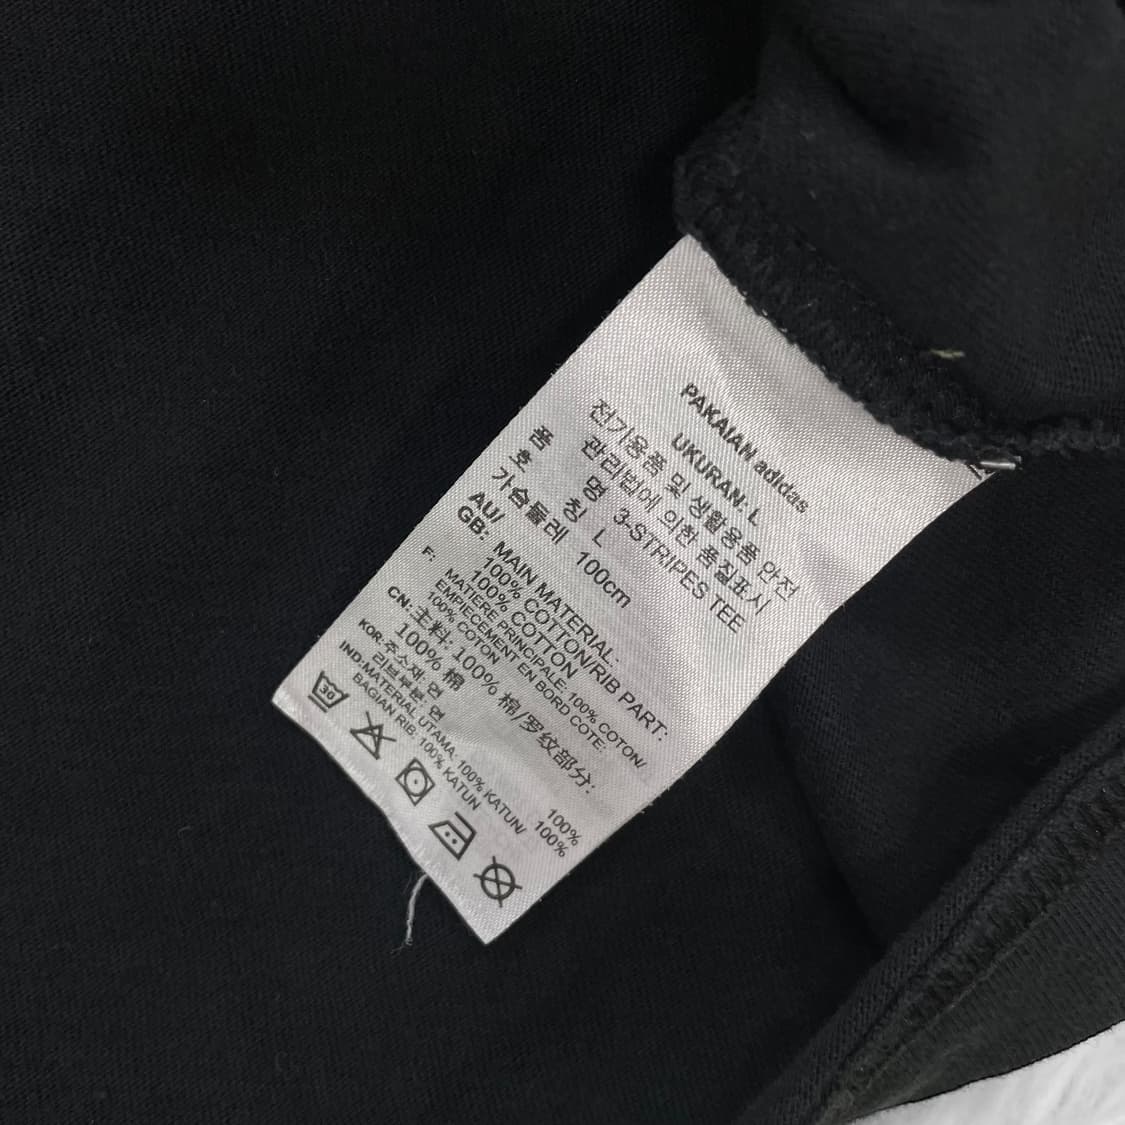 PAKAIAN adidas
UKURAN: L
전기용품 및 생활용품 안전
관리법에 의한 품질표시
품 명 3-STRIPES TEE
호 칭 L
가슴둘레 100cm
AU/
GB: MAIN MATERIAL:
100% COTTON/RIB PART:
100% COTTON
F: MATIERE PRINCIPALE: 100% COTON/
EMPIECEMENT EN BORD COTE:
100% COTON
CN: 主料: 100% 棉/罗纹部分:
100% 棉
KOR: 주소재 면 100%
리브부분: 면 100%
IND: MATERIAL UTAMA: 100% KATUN/
BAGIAN RIB: 100% KATUN
30